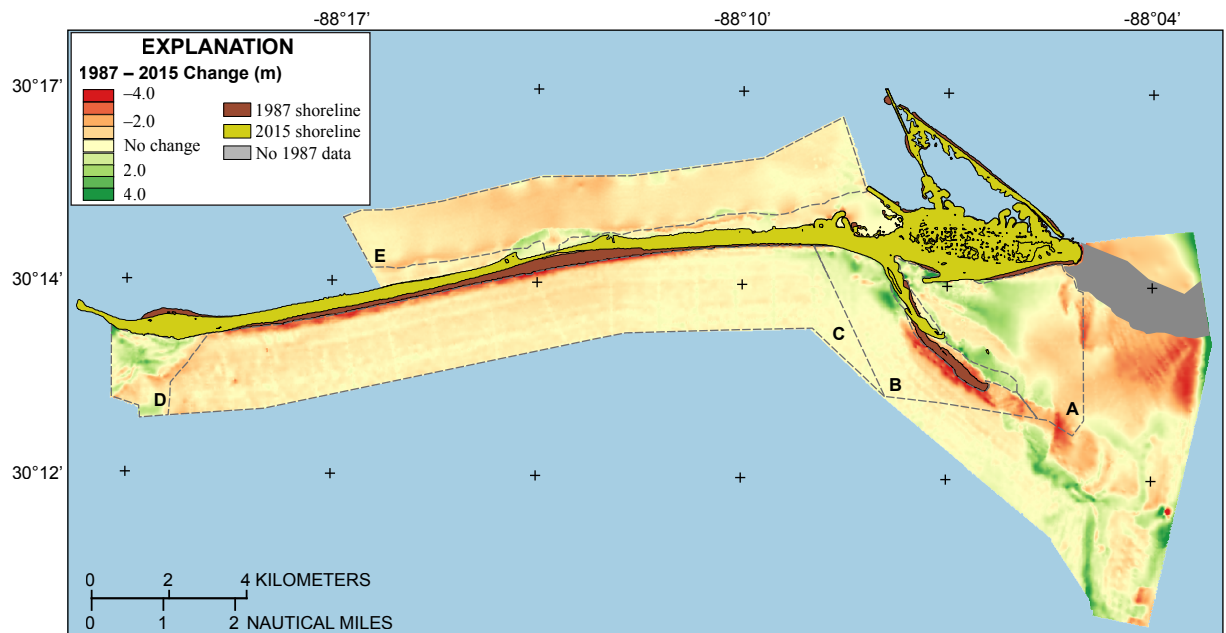 -88°17'
-88°10'
-88°04'
EXPLANATION
1987 – 2015 Change (m)
–4.0
–2.0
No change
2.0
4.0
1987 shoreline
2015 shoreline
No 1987 data
30°17'
30°14'
30°12'
E
C
D
B
A
0 2 4 KILOMETERS
0 1 2 NAUTICAL MILES